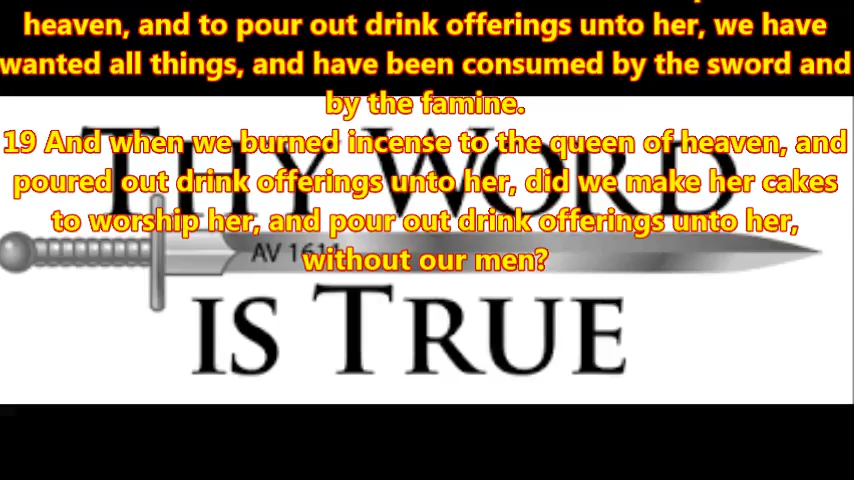 heaven, and to pour out drink offerings unto her, we have
wanted all things, and have been consumed by the sword and
by the famine.
19 And when we burned incense to the queen of heaven, and
poured out drink offerings unto her, did we make her cakes
to worship her, and pour out drink offerings unto her,
without our men?
THY WORD
AV 1611
IS TRUE